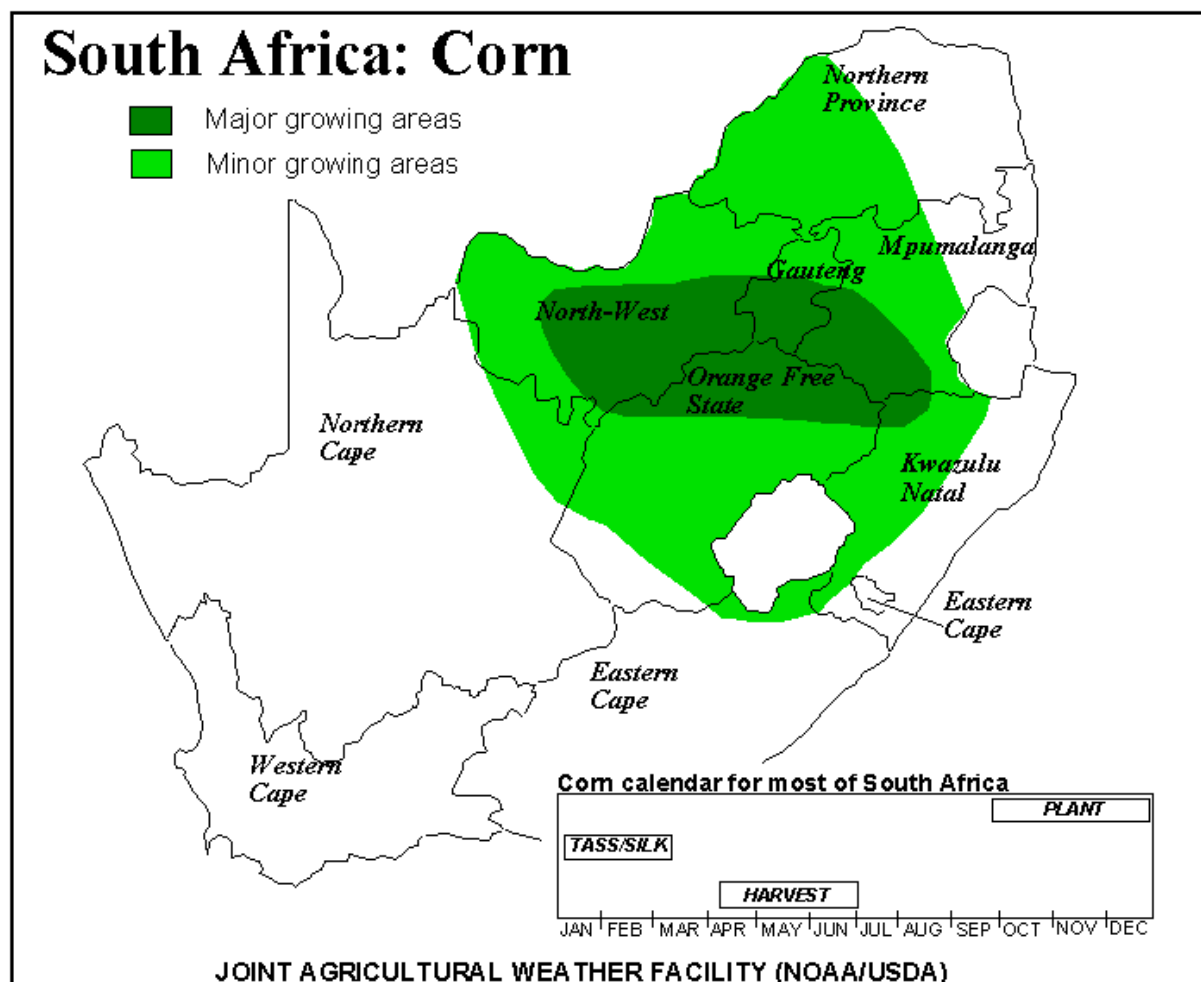 South Africa: Corn
Major growing areas
Minor growing areas
Northern
Province
Mpumalanga
Gauteng
North-West
Orange Free
State
Northern
Cape
Kwazulu
Natal
Eastern
Cape
Eastern
Cape
Western
Cape
Corn calendar for most of South Africa
PLANT
TASS/SILK
HARVEST
JAN FEB MAR APR MAY JUN JUL AUG SEP OCT NOV DEC
JOINT AGRICULTURAL WEATHER FACILITY (NOAA/USDA)